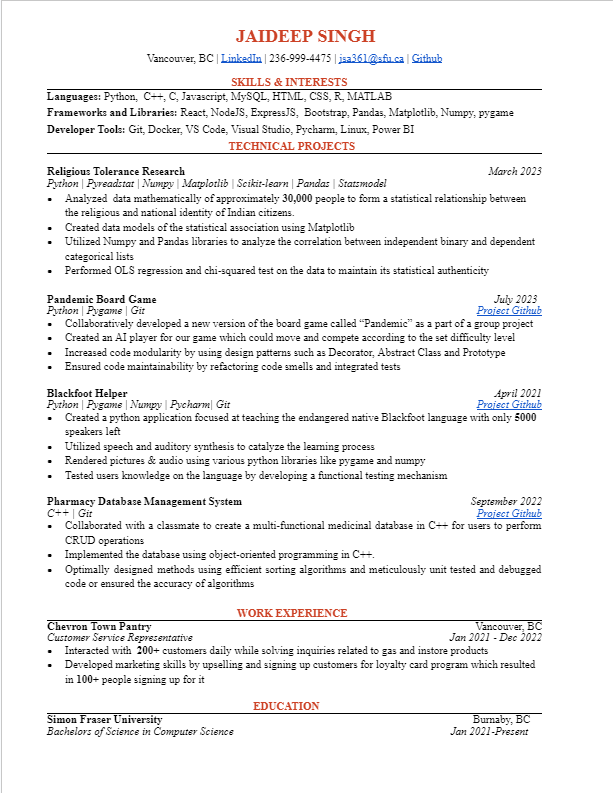 JAIDEEP SINGH
Vancouver, BC | LinkedIn | 236-999-4475 | jsa361@sfu.ca | Github
SKILLS & INTERESTS
Languages: Python, C++, C, Javascript, MySQL, HTML, CSS, R, MATLAB
Frameworks and Libraries: React, NodeJS, ExpressJS, Bootstrap, Pandas, Matplotlib, Numpy, pygame
Developer Tools: Git, Docker, VS Code, Visual Studio, Pycharm, Linux, Power BI
TECHNICAL PROJECTS
Religious Tolerance Research March 2023
Python | Pyreadstat | Numpy | Matplotlib | Scikit-learn | Pandas | Statsmodel
• Analyzed data mathematically of approximately 30,000 people to form a statistical relationship between
the religious and national identity of Indian citizens.
• Created data models of the statistical association using Matplotlib
• Utilized Numpy and Pandas libraries to analyze the correlation between independent binary and dependent
categorical lists
• Performed OLS regression and chi-squared test on the data to maintain its statistical authenticity
Pandemic Board Game July 2023
Python | Pygame | Git Project Github
• Collaboratively developed a new version of the board game called “Pandemic” as a part of a group project
• Created an AI player for our game which could move and compete according to the set difficulty level
• Increased code modularity by using design patterns such as Decorator, Abstract Class and Prototype
• Ensured code maintainability by refactoring code smells and integrated tests
Blackfoot Helper April 2021
Python | Pygame | Numpy | Pycharm| Git Project Github
• Created a python application focused at teaching the endangered native Blackfoot language with only 5000
speakers left
• Utilized speech and auditory synthesis to catalyze the learning process
• Rendered pictures & audio using various python libraries like pygame and numpy
• Tested users knowledge on the language by developing a functional testing mechanism
Pharmacy Database Management System September 2022
C++ | Git Project Github
• Collaborated with a classmate to create a multi-functional medicinal database in C++ for users to perform
CRUD operations
• Implemented the database using object-oriented programming in C++.
• Optimally designed methods using efficient sorting algorithms and meticulously unit tested and debugged
code or ensured the accuracy of algorithms
WORK EXPERIENCE
Chevron Town Pantry Vancouver, BC
Customer Service Representative Jan 2021 - Dec 2022
• Interacted with 200+ customers daily while solving inquiries related to gas and instore products
• Developed marketing skills by upselling and signing up customers for loyalty card program which resulted
in 100+ people signing up for it
EDUCATION
Simon Fraser University Burnaby, BC
Bachelors of Science in Computer Science Jan 2021-Present